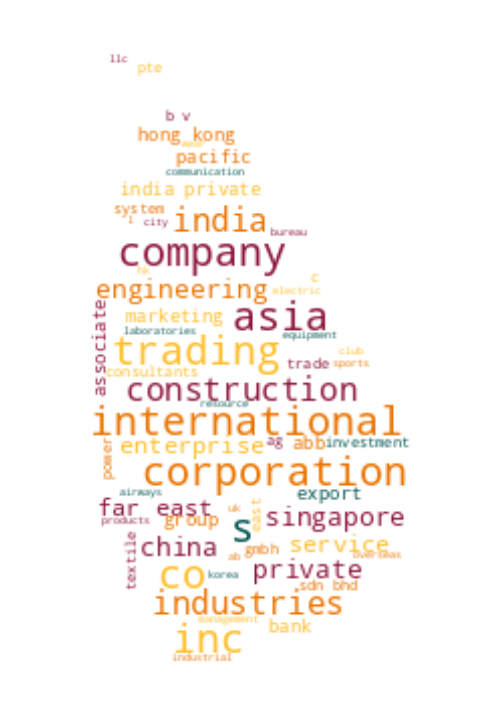 llc
pte
b v
hong kong
wear
pacific
communication
india private
system
l city
india
bureau
company
hk
c
engineering
electric
associate
marketing
asia
laboratories
equipment
trading
club
trade sports
consultants
construction
resource
international
enterprise
ag
abb
investment
power
corporation
airways
export
far east
uk
east
products
group
s
singapore
textile
china
ab
gmbh
service
overseas
co
korea
private
sdn bhd
industries
management
bank
inc
industrial